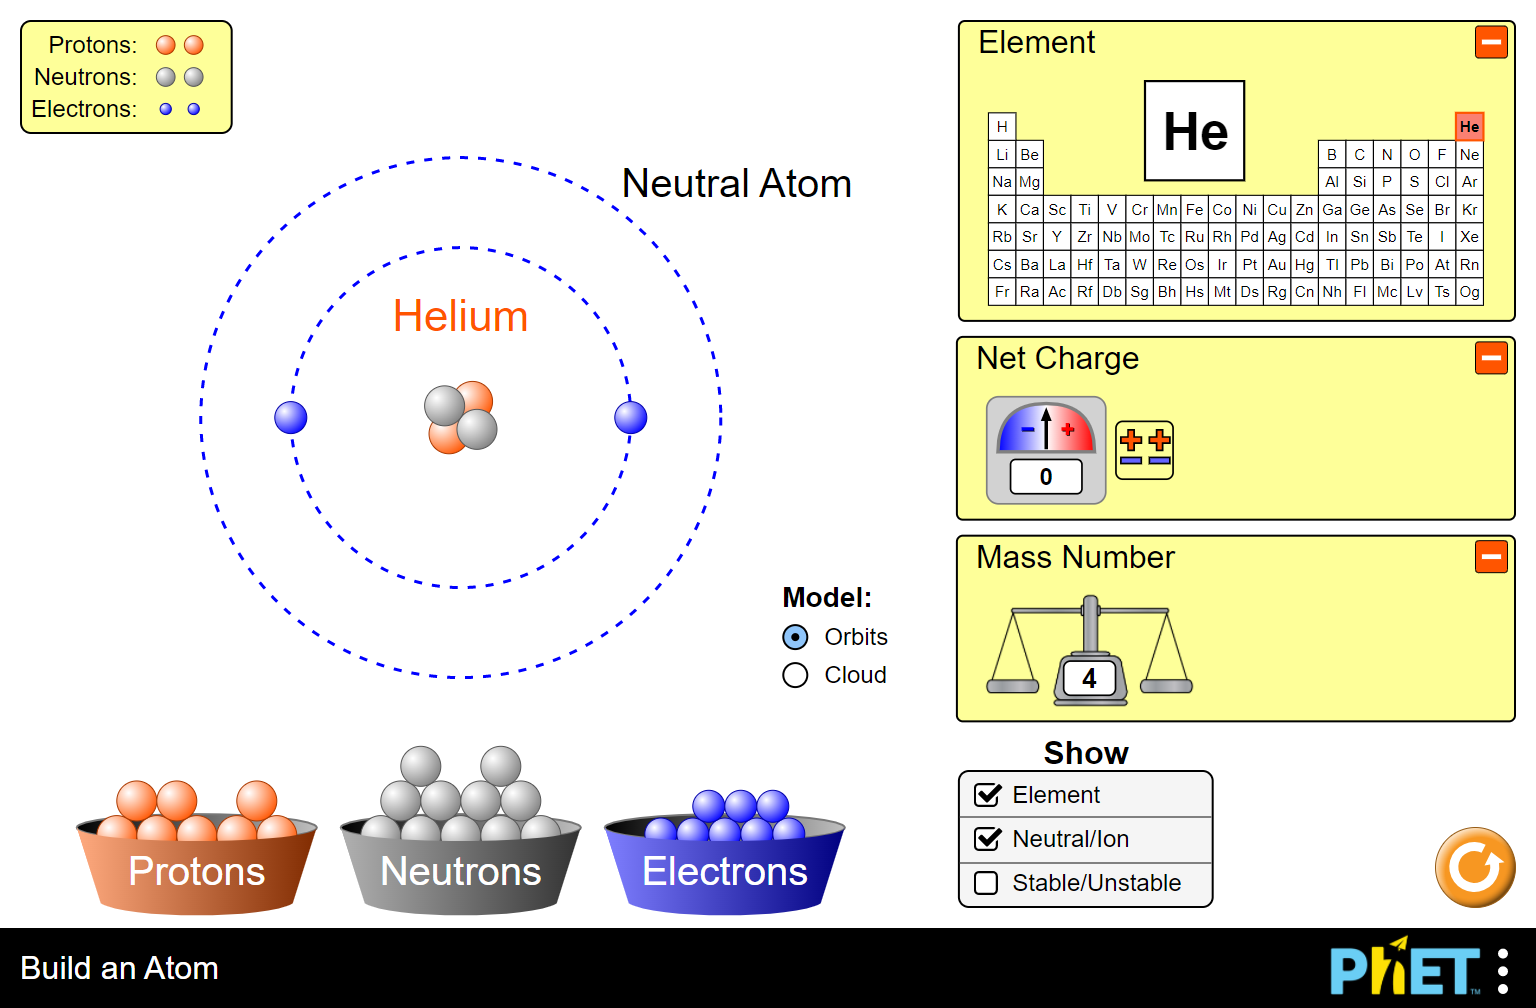 Protons:
Neutrons:
Electrons:
Neutral Atom
Helium
Element
He
H He
Li Be B C N O F Ne
Na Mg Al Si P S Cl Ar
K Ca Sc Ti V Cr Mn Fe Co Ni Cu Zn Ga Ge As Se Br Kr
Rb Sr Y Zr Nb Mo Tc Ru Rh Pd Ag Cd In Sn Sb Te I Xe
Cs Ba La Hf Ta W Re Os Ir Pt Au Hg Tl Pb Bi Po At Rn
Fr Ra Ac Rf Db Sg Bh Hs Mt Ds Rg Cn Nh Fl Mc Lv Ts Og
Net Charge
− +
0
Mass Number
4
Model:
Orbits
Cloud
Protons
Neutrons
Electrons
Show
Element
Neutral/Ion
Stable/Unstable
Build an Atom
PhET™